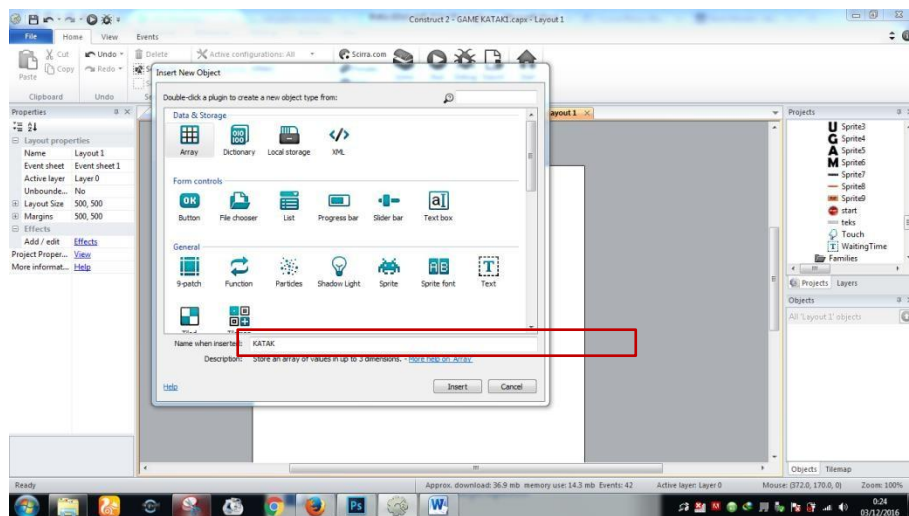 Construct 2 - GAME KATAK1.capx - Layout 1
File Home View Events
Cut
Copy
Paste
Clipboard
Undo
Redo
Undo
Delete
Active configurations: All
Scirra.com
Properties
Layout properties
Name Layout 1
Event sheet Event sheet 1
Active layer Layer 0
Unbounde... No
Layout Size 500, 500
Margins 500, 500
Effects
Add / edit Effects
Project Proper... View
More informat... Help
Insert New Object
Double-click a plugin to create a new object type from:
Data & Storage
Array Dictionary Local storage XML
Form controls
OK
Button File chooser List Progress bar Slider bar Text box
General
9-patch Function Particles Shadow Light Sprite Sprite font Text
Name when inserted: KATAK
Description: Store an array of values in up to 3 dimensions. - More help on 'Array'
Help Insert Cancel
ayout 1
Projects
Sprite3
Sprite4
Sprite5
Sprite6
Sprite7
Sprite8
Sprite9
start
teks
Touch
WaitingTime
Families
Projects Layers
Objects
All 'Layout 1' objects
Objects Tilemap
Ready
Approx. download: 36.9 mb memory use: 14.3 mb Events: 42 Active layer: Layer 0 Mouse: (372.0, 170.0, 0) Zoom: 100%
0:24
03/12/2016